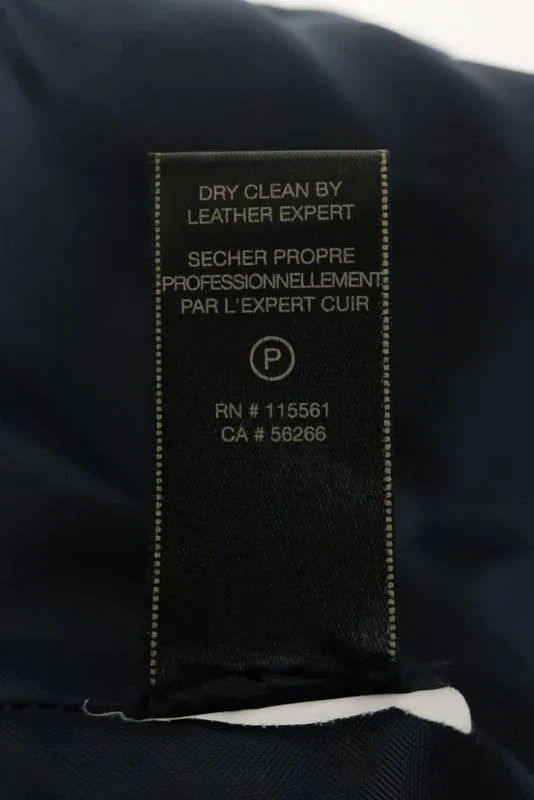 DRY CLEAN BY
LEATHER EXPERT
SECHER PROPRE
PROFESSIONNELLEMENT
PAR L'EXPERT CUIR
P
RN # 115561
CA # 56266